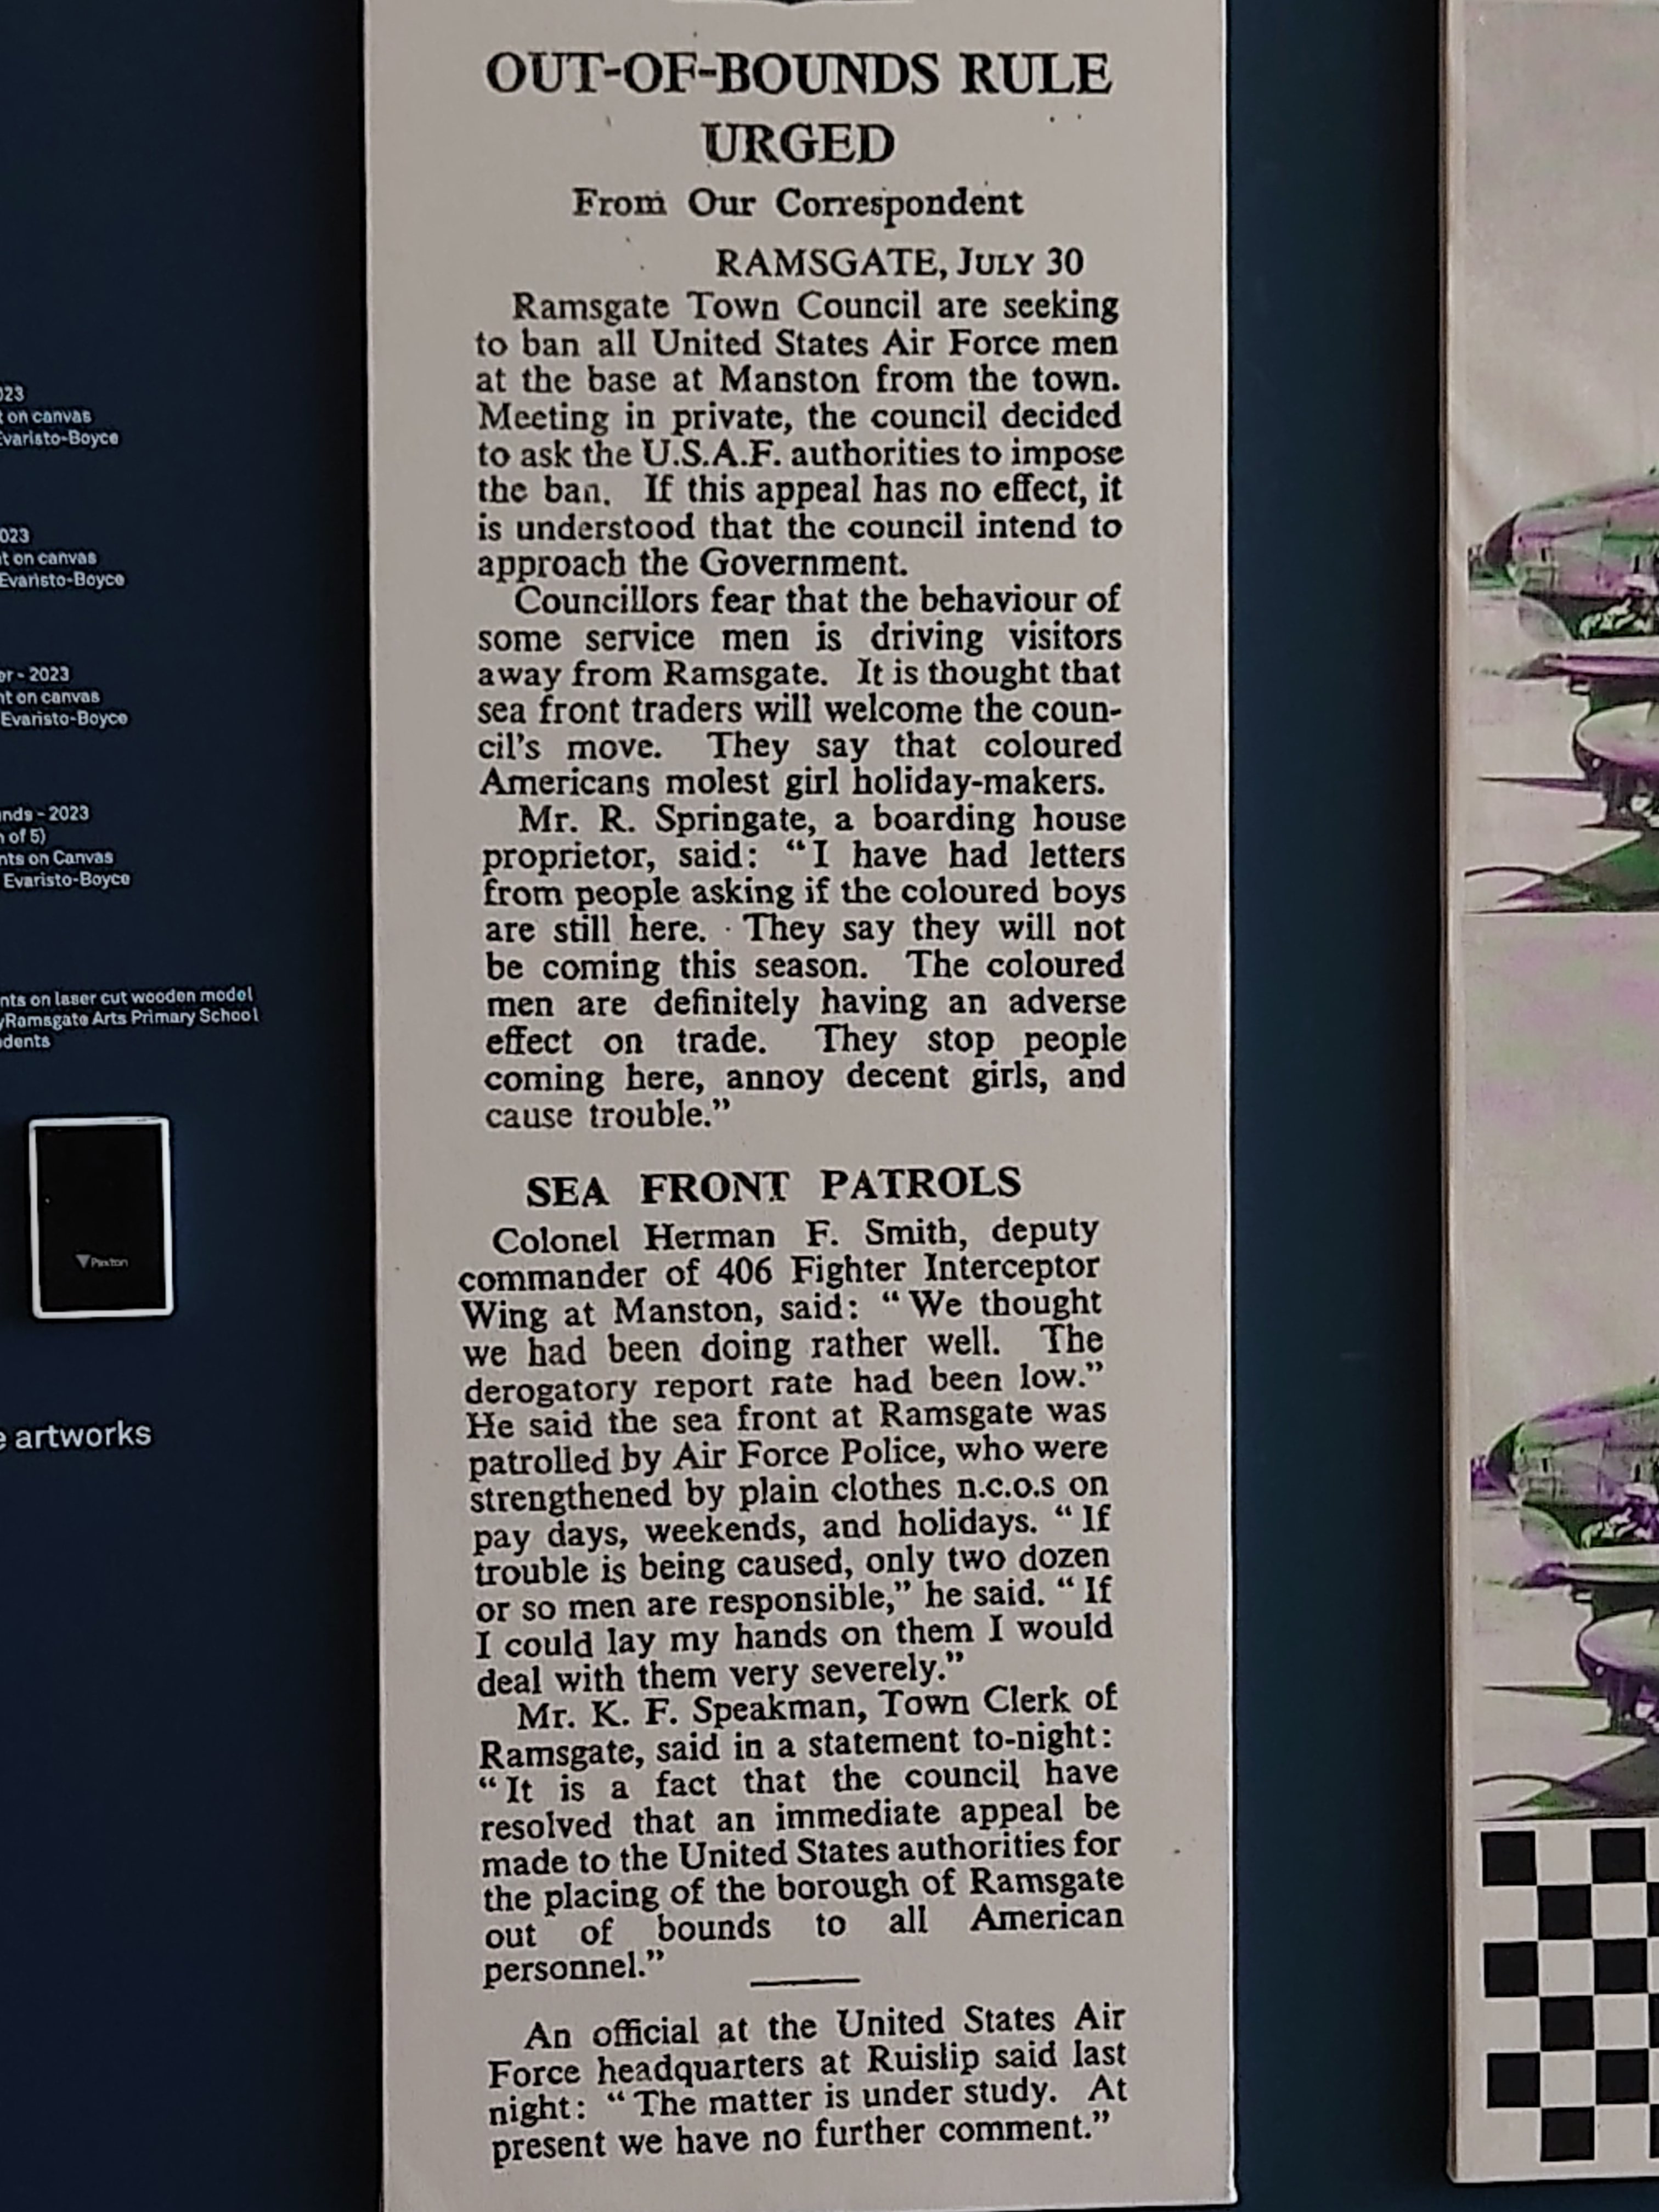 OUT-OF-BOUNDS RULE
URGED
From Our Correspondent
RAMSGATE, JULY 30
Ramsgate Town Council are seeking
to ban all United States Air Force men
at the base at Manston from the town.
Meeting in private, the council decided
to ask the U.S.A.F. authorities to impose
the ban. If this appeal has no effect, it
is understood that the council intend to
approach the Government.
Councillors fear that the behaviour of
some service men is driving visitors
away from Ramsgate. It is thought that
sea front traders will welcome the coun-
cil's move. They say that coloured
Americans molest girl holiday-makers.
Mr. R. Springate, a boarding house
proprietor, said: "I have had letters
from people asking if the coloured boys
are still here. They say they will not
be coming this season. The coloured
men are definitely having an adverse
effect on trade. They stop people
coming here, annoy decent girls, and
cause trouble."
SEA FRONT PATROLS
Colonel Herman F. Smith, deputy
commander of 406 Fighter Interceptor
Wing at Manston, said: "We thought
we had been doing rather well. The
derogatory report rate had been low."
He said the sea front at Ramsgate was
patrolled by Air Force Police, who were
strengthened by plain clothes n.c.o.s on
pay days, weekends, and holidays. "If
trouble is being caused, only two dozen
or so men are responsible," he said. "If
I could lay my hands on them I would
deal with them very severely."
Mr. K. F. Speakman, Town Clerk of
Ramsgate, said in a statement to-night:
"It is a fact that the council have
resolved that an immediate appeal be
made to the United States authorities for
the placing of the borough of Ramsgate
out of bounds to all American
personnel."
An official at the United States Air
Force headquarters at Ruislip said last
night: "The matter is under study. At
present we have no further comment."
023
on canvas
Evaristo-Boyce
023
on canvas
Evaristo-Boyce
- 2023
on canvas
Evaristo-Boyce
- 2023
of 5)
on Canvas
Evaristo-Boyce
on laser cut wooden model
Ramsgate Arts Primary School
Paxton
artworks